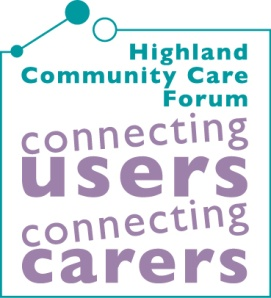 Highland
Community Care
Forum
connecting
users
connecting
carers